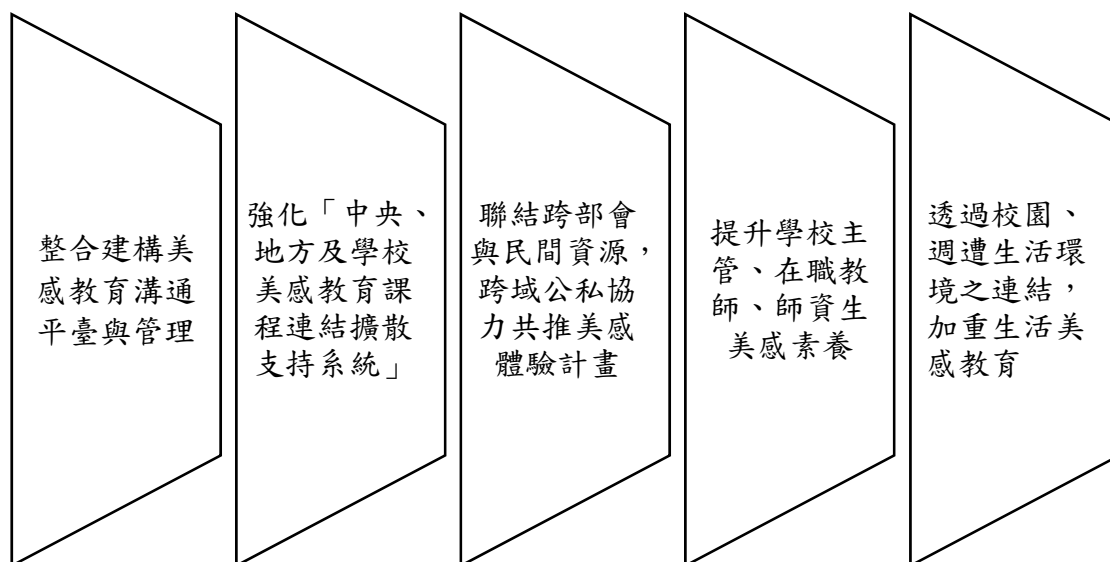 整合建構美
感教育溝通
平臺與管理
強化「中央、
地方及學校
美感教育課
程連結擴散
支持系統」
聯結跨部會
與民間資源，
跨域公私協
力共推美感
體驗計畫
提升學校主
管、在職教
師、師資生
美感素養
透過校園、
週遭生活環
境之連結，
加重生活美
感教育